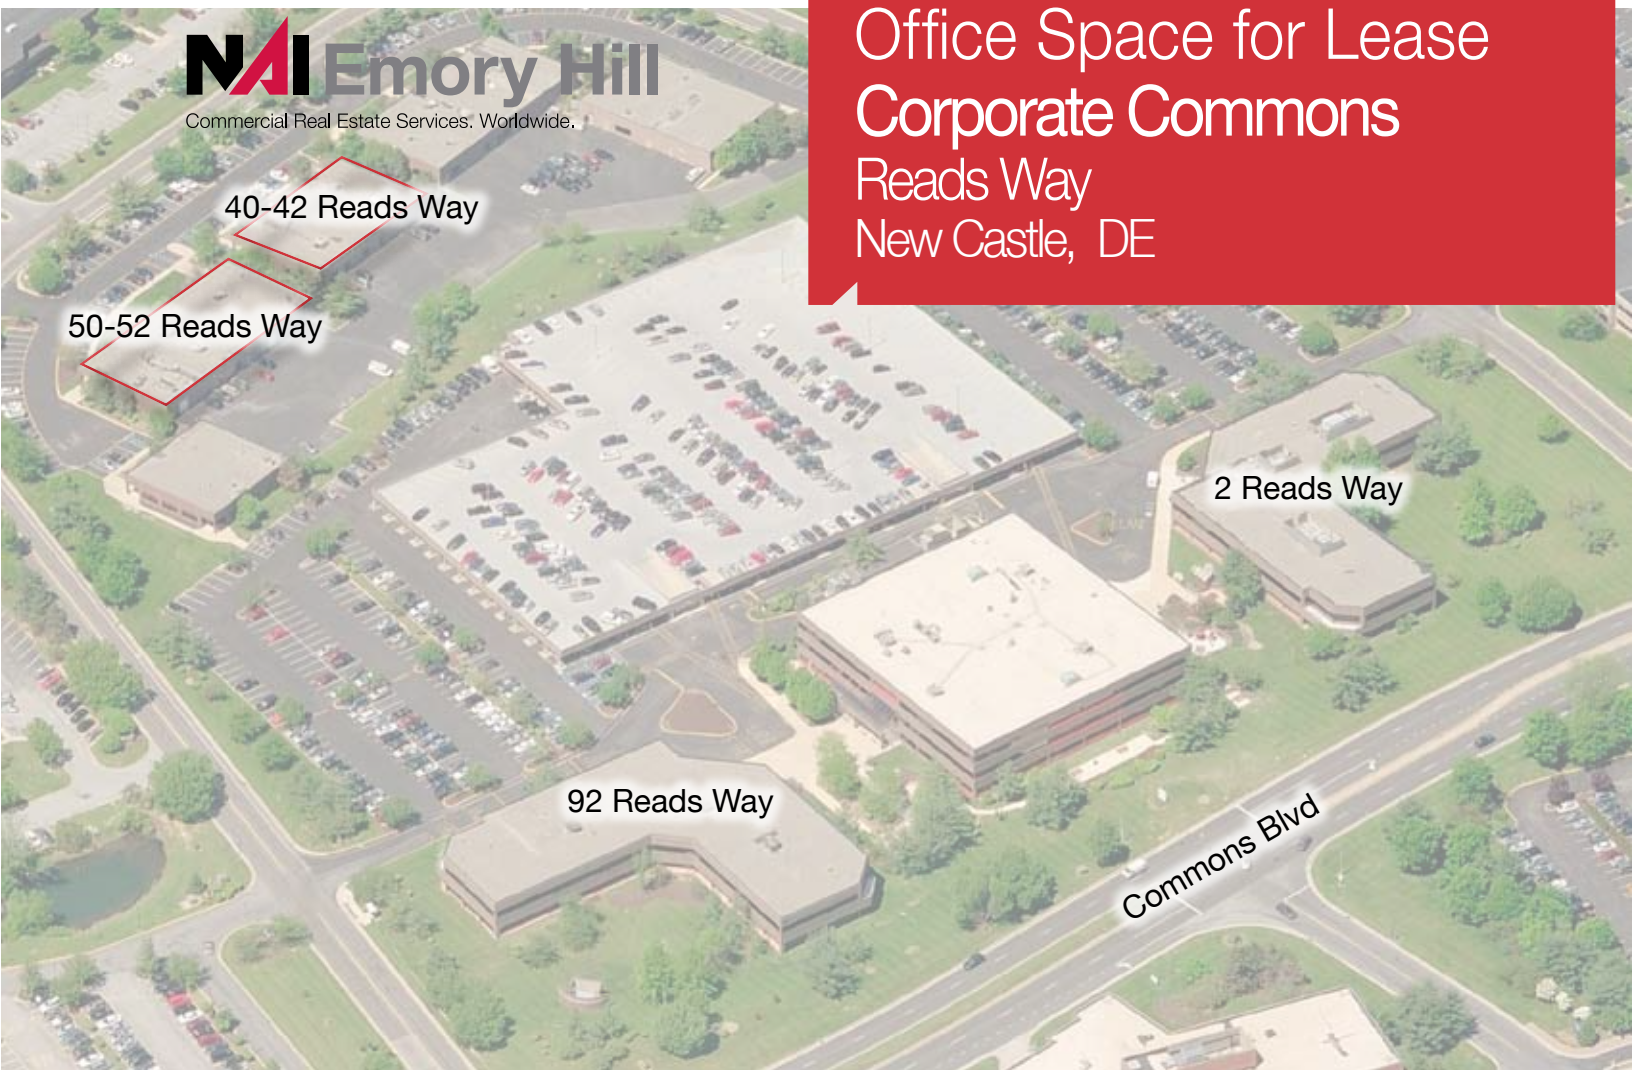 NAI Emory Hill
Commercial Real Estate Services. Worldwide.
Office Space for Lease
Corporate Commons
Reads Way
New Castle, DE
40-42 Reads Way
50-52 Reads Way
2 Reads Way
92 Reads Way
Commons Blvd